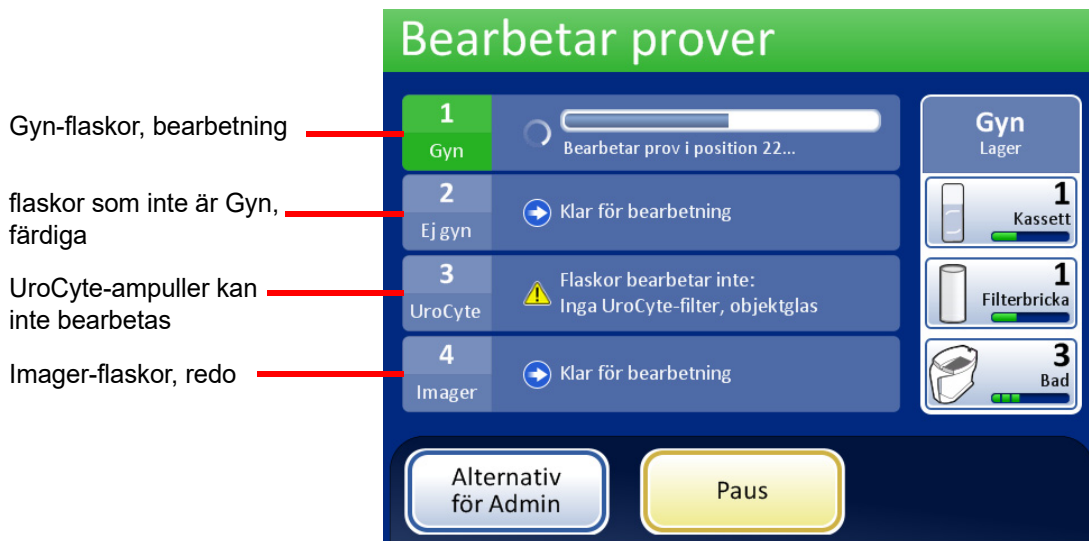 Bearbetar prover
Gyn-flaskor, bearbetning
flaskor som inte är Gyn,
färdiga
UroCyte-ampuller kan
inte bearbetas
Imager-flaskor, redo
1
Gyn
Bearbetar prov i position 22...
2
Ej gyn
Klar för bearbetning
3
UroCyte
Flaskor bearbetar inte:
Inga UroCyte-filter, objektglas
4
Imager
Klar för bearbetning
Gyn
Lager
1
Kassett
1
Filterbricka
3
Bad
Alternativ
för Admin
Paus